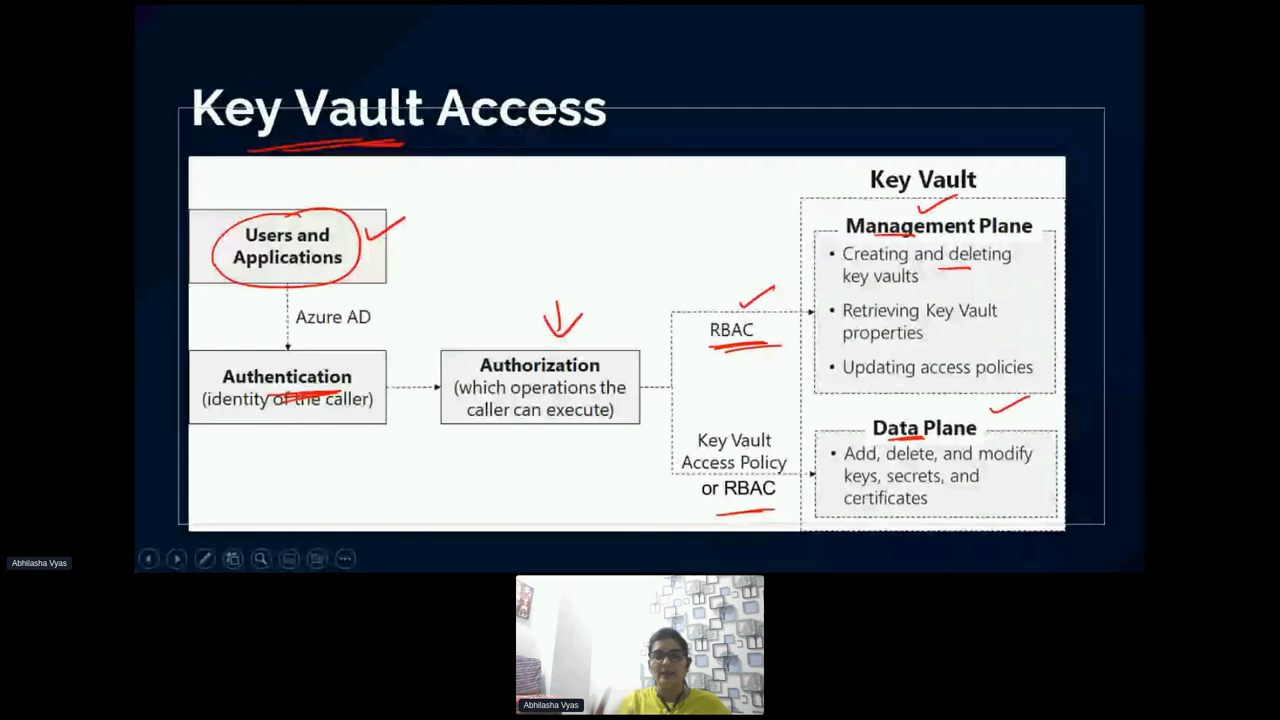 Key Vault Access
Key Vault
Users and
Applications
Azure AD
Authentication
(identity of the caller)
Authorization
(which operations the
caller can execute)
RBAC
Key Vault
Access Policy
or RBAC
Management Plane
• Creating and deleting
key vaults
• Retrieving Key Vault
properties
• Updating access policies
Data Plane
• Add, delete, and modify
keys, secrets, and
certificates
Abhilasha Vyas
Abhilasha Vyas